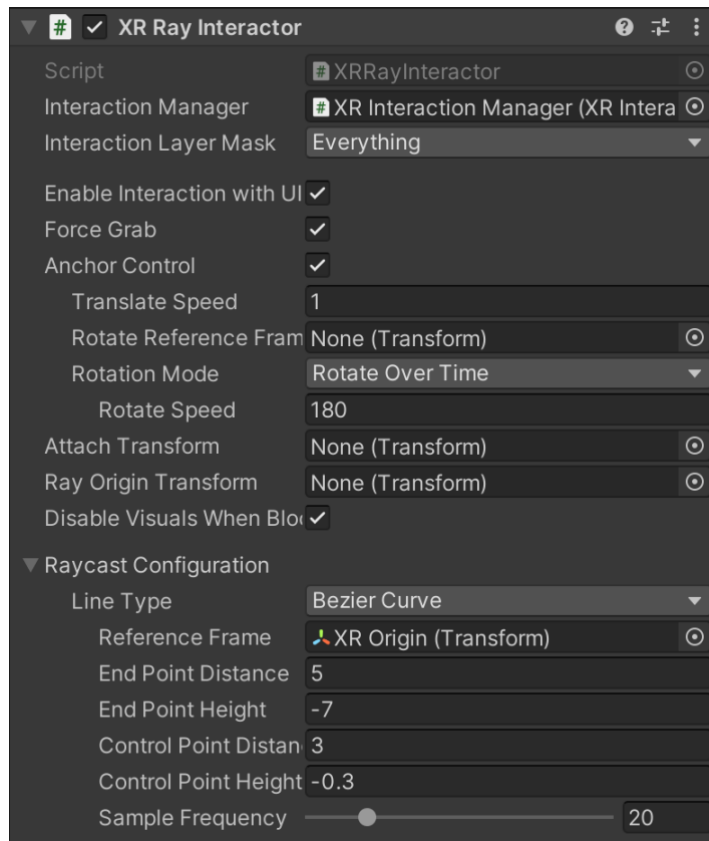 XR Ray Interactor
Script # XRRayInteractor
Interaction Manager # XR Interaction Manager (XR Intera
Interaction Layer Mask Everything
Enable Interaction with UI
Force Grab
Anchor Control
Translate Speed 1
Rotate Reference Fram None (Transform)
Rotation Mode Rotate Over Time
Rotate Speed 180
Attach Transform None (Transform)
Ray Origin Transform None (Transform)
Disable Visuals When Bloc
Raycast Configuration
Line Type Bezier Curve
Reference Frame XR Origin (Transform)
End Point Distance 5
End Point Height -7
Control Point Distan 3
Control Point Height -0.3
Sample Frequency 20